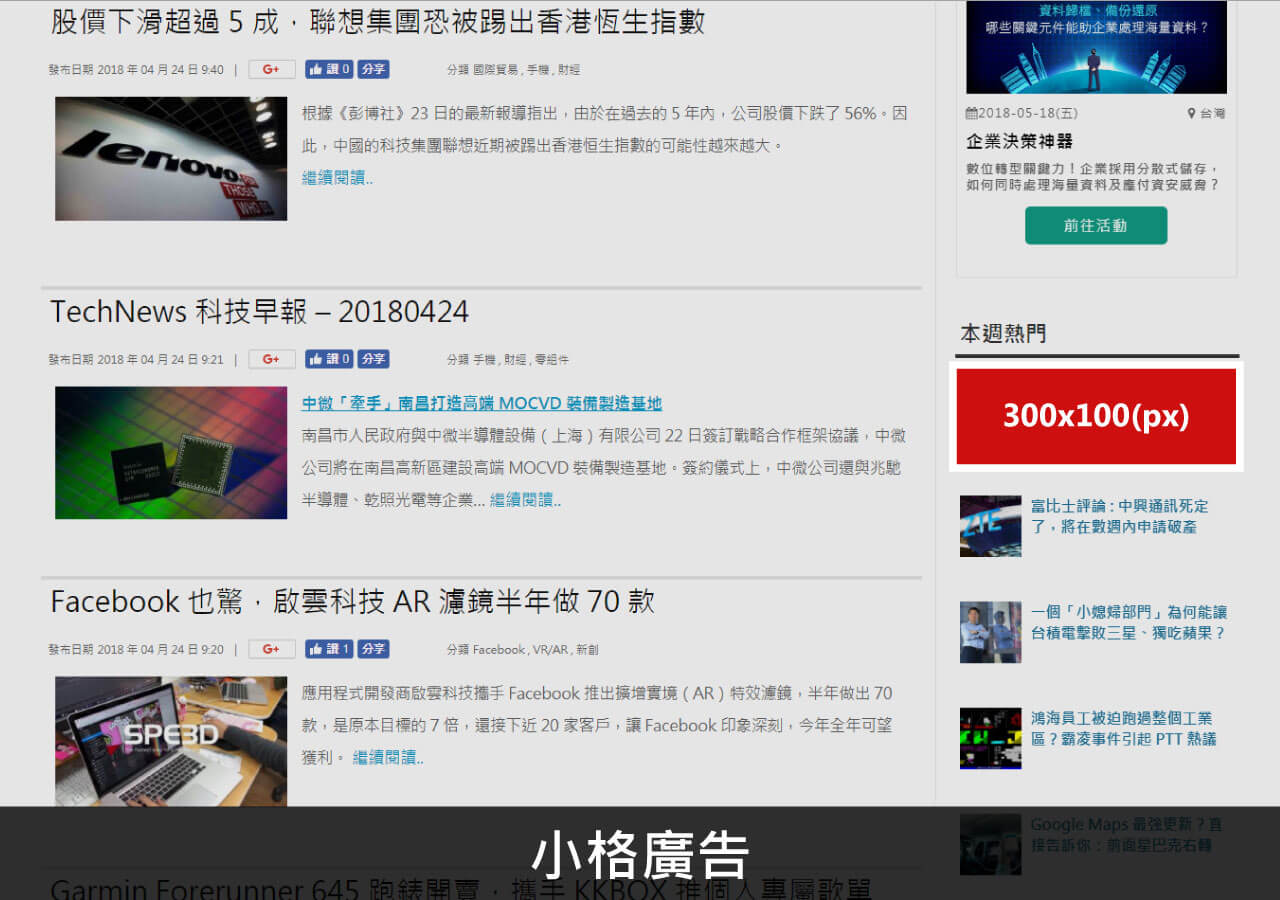 股價下滑超過 5 成，聯想集團恐被踢出香港恆生指數
發布日期 2018 年 04 月 24 日 9:40 | G+ 讚 0 分享 分類 國際貿易 , 手機 , 財經
lenovo
THOSE
WHO DO
根據《彭博社》23 日的最新報導指出，由於在過去的 5 年內，公司股價下跌了 56%。因
此，中國的科技集團聯想近期被踢出香港恒生指數的可能性越來越大。
繼續閱讀..
TechNews 科技早報 – 20180424
發布日期 2018 年 04 月 24 日 9:21 | G+ 讚 0 分享 分類 手機 , 財經 , 零組件
中微「牽手」南昌打造高端 MOCVD 裝備製造基地
南昌市人民政府與中微半導體設備（上海）有限公司 22 日簽訂戰略合作框架協議，中微
公司將在南昌高新區建設高端 MOCVD 裝備製造基地。簽約儀式上，中微公司還與兆馳
半導體、乾照光電等企業... 繼續閱讀..
Facebook 也驚，啟雲科技 AR 濾鏡半年做 70 款
發布日期 2018 年 04 月 24 日 9:20 | G+ 讚 1 分享 分類 Facebook , VR/AR , 新創
SPE3D
應用程式開發商啟雲科技攜手 Facebook 推出擴增實境（AR）特效濾鏡，半年做出 70
款，是原本目標的 7 倍，還接下近 20 家客戶，讓 Facebook 印象深刻，今年全年可望
獲利。 繼續閱讀..
Garmin Forerunner 645 跑錶開賣，攜手 KKBOX 推個人專屬歌單
資料歸檔、備份還原
哪些關鍵元件能助企業處理海量資料？
2018-05-18(五) 台灣
企業決策神器
數位轉型關鍵力！企業採用分散式儲存，
如何同時處理海量資料及應付資安威脅？
前往活動
本週熱門
300x100(px)
ZTE
富比士評論 : 中興通訊死定
了，將在數週內申請破產
一個「小媳婦部門」為何能讓
台積電擊敗三星、獨吃蘋果？
鴻海員工被迫跑過整個工業
區？霸凌事件引起 PTT 熱議
Google Maps 最強更新？直
接告訴你：前面星巴克右轉
小格廣告